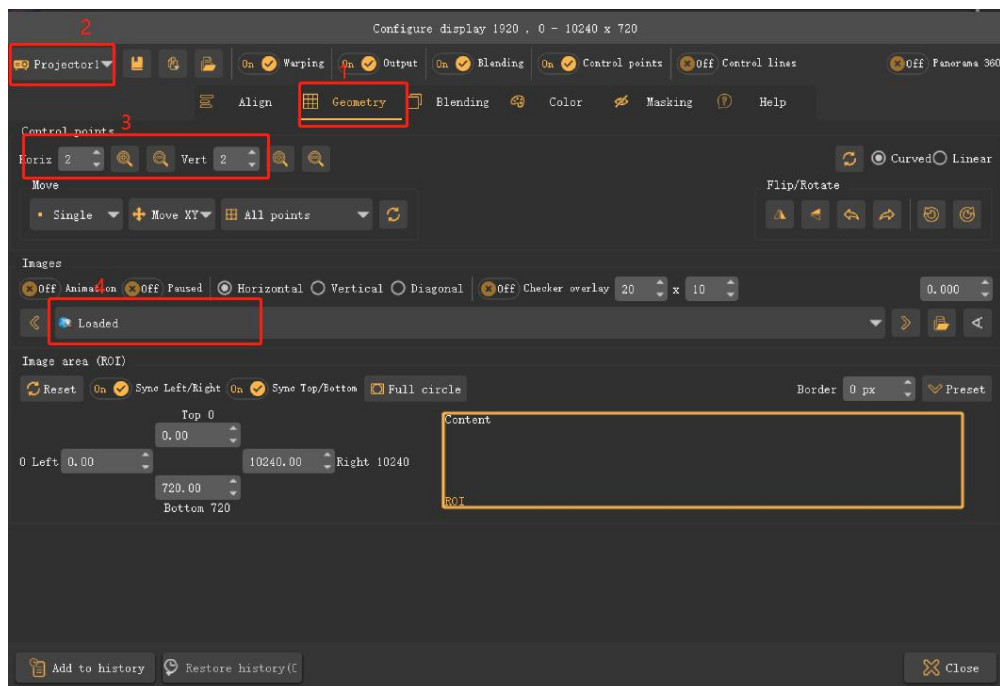 Configure display 1920 , 0 - 10240 x 720
2
Projector1 On Warping On Output On Blending On Control points Off Control lines Off Panorama 360
1
Align Geometry Blending Color Masking Help
Control points 3
Horiz 2 Vert 2 Curved Linear
Move Flip/Rotate
Single Move XY All points
Images
Off Animation Off Paused Horizontal Vertical Diagonal Off Checker overlay 20 x 10 0.000
4
Loaded
Image area (ROI)
Reset On Sync Left/Right On Sync Top/Bottom Full circle Border 0 px Preset
Top 0
Content
0.00
0 Left 0.00 10240.00 Right 10240
720.00
ROI
Bottom 720
Add to history Restore history(C Close